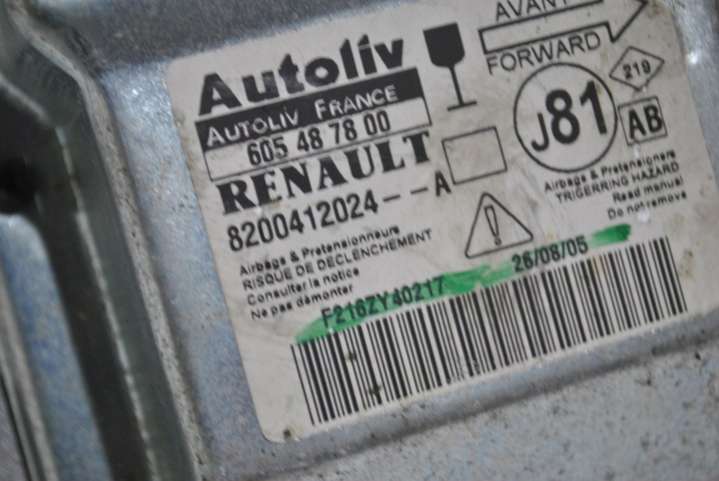 Autoliv
AUTOLIV FRANCE
605 48 78 00
RENAULT
8200412024--A
Airbags & Pretensionneurs
RISQUE DE DECLENCHEMENT
Consulter la notice
Ne pas démonter
AVANT
FORWARD
J81
219
AB
Airbags & Pretensioners
TRIGERRING HAZARD
Read manual
Do not remove
F216ZY40217 26/08/05